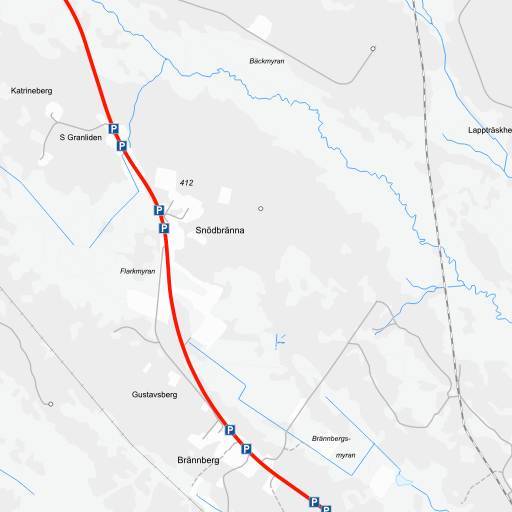 Bäckmyran
Katrineberg
P
Lappträskhe
S Granliden
P
412
P
Snödbränna
P
Flarkmyran
Gustavsberg
P
Brännbergs-
myran
P
Brännberg
P
P